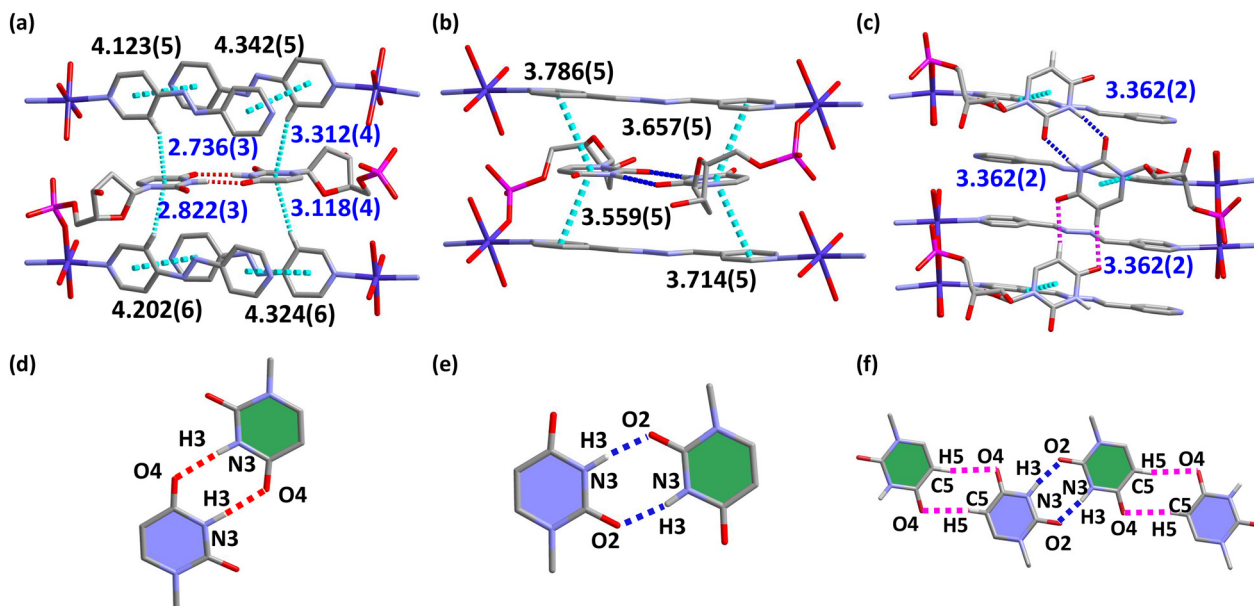 (a)
4.123(5) 4.342(5)
2.736(3) 3.312(4)
2.822(3) 3.118(4)
4.202(6) 4.324(6)
(b)
3.786(5)
3.657(5)
3.559(5)
3.714(5)
(c)
3.362(2)
3.362(2)
3.362(2)
(d)
H3
O4 N3
H3 O4
N3
(e)
O2
H3
N3 N3
O2 H3
(f)
O4 O2 H5 O4
H5 H3
C5 N3 C5
O4 C5 N3 C5
H5 O2 H3 O4 H5